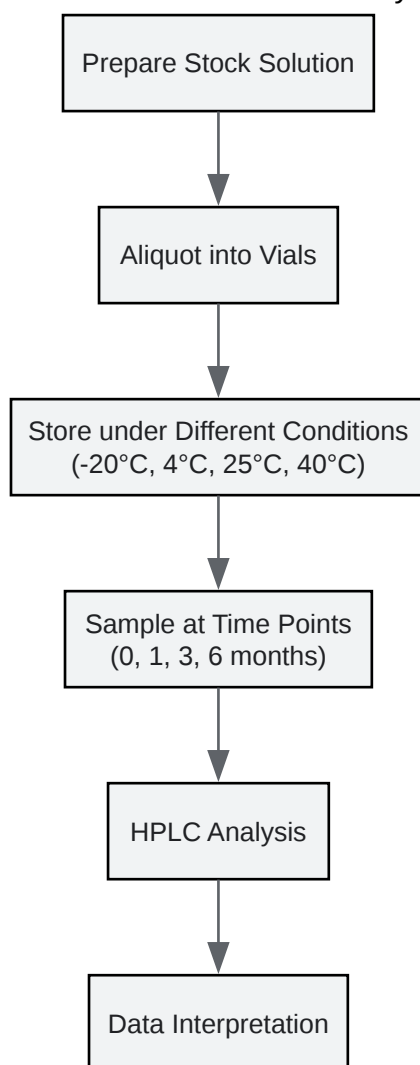 Prepare Stock Solution
Aliquot into Vials
Store under Different Conditions
(-20°C, 4°C, 25°C, 40°C)
Sample at Time Points
(0, 1, 3, 6 months)
HPLC Analysis
Data Interpretation